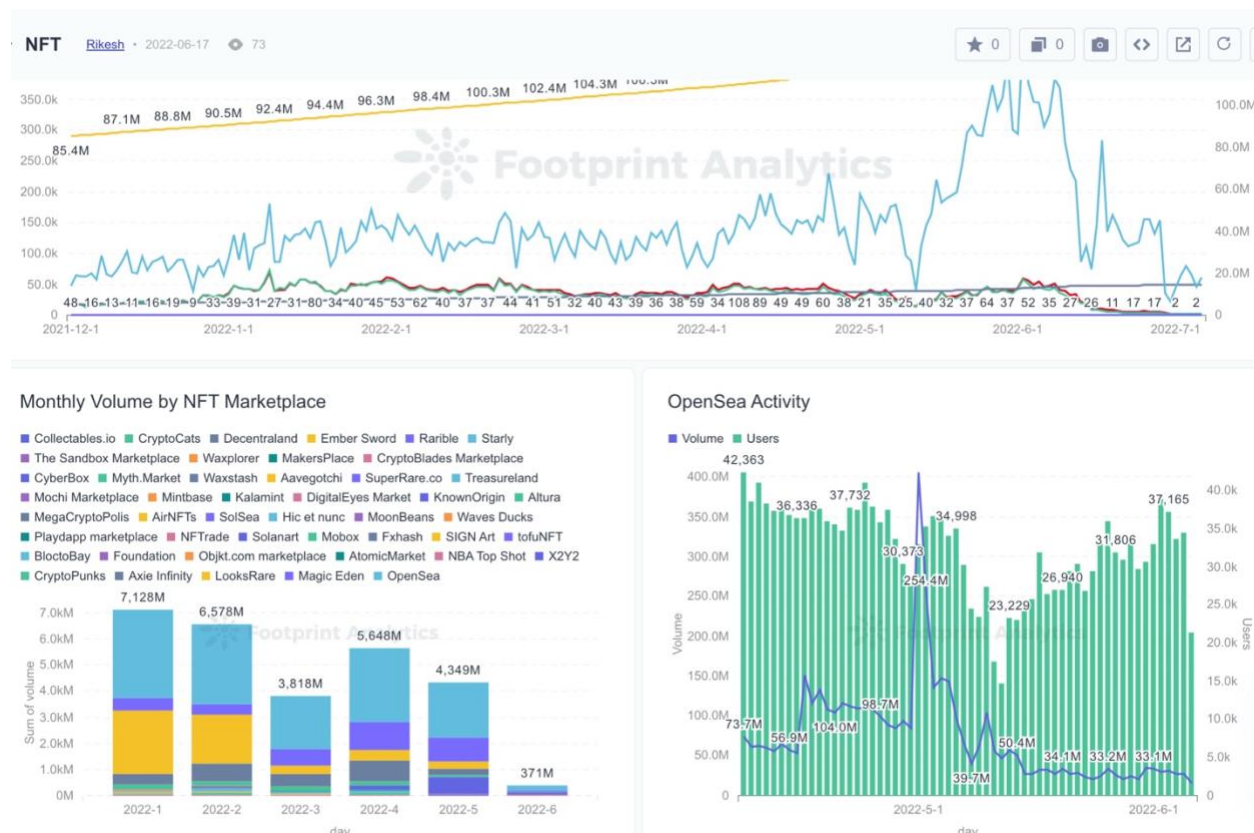 NFT Rikesh • 2022-06-17 73 0 0
350.0k
300.0k
250.0k
200.0k
150.0k
100.0k
50.0k
0
85.4M 87.1M 88.8M 90.5M 92.4M 94.4M 96.3M 98.4M 100.3M 102.4M 104.3M
Footprint Analytics
100.0M
80.0M
60.0M
40.0M
20.0M
0
48 16 13 11 16 19 9 33 39 31 27 31 80 34 40 45 53 62 40 37 37 44 41 51 32 40 43 39 36 38 59 34 108 89 49 49 60 38 21 35 25 40 32 37 64 37 52 35 27 26 11 17 17 2 2
2021-12-1 2022-1-1 2022-2-1 2022-3-1 2022-4-1 2022-5-1 2022-6-1 2022-7-1
Monthly Volume by NFT Marketplace
Collectables.io CryptoCats Decentraland Ember Sword Rarible Starly
The Sandbox Marketplace Waxplorer MakersPlace CryptoBlades Marketplace
CyberBox Myth.Market Waxstash Aavegotchi SuperRare.co Treasureland
Mochi Marketplace Mintbase Kalamint DigitalEyes Market KnownOrigin Altura
MegaCryptoPolis AirNFTs SolSea Hic et nunc MoonBeans Waves Ducks
Playdapp marketplace NFTrade Solanart Mobox Fxhash SIGN Art tofuNFT
BloctoBay Foundation Objkt.com marketplace AtomicMarket NBA Top Shot X2Y2
CryptoPunks Axie Infinity LooksRare Magic Eden OpenSea
Sum of volume
7.0kM
6.0kM
5.0kM
4.0kM
3.0kM
2.0kM
1.0kM
0M
7,128M 6,578M 3,818M 5,648M 4,349M 371M
Footprint Analytics
2022-1 2022-2 2022-3 2022-4 2022-5 2022-6
day
OpenSea Activity
Volume Users
Volume
400.0M
350.0M
300.0M
250.0M
200.0M
150.0M
100.0M
50.0M
0
42,363 36,336 37,732 30,373 34,998 23,229 26,940 31,806 37,165
73.7M 56.9M 104.0M 98.7M 254.4M 39.7M 50.4M 34.1M 33.2M 33.1M
40.0k
35.0k
30.0k
25.0k
20.0k
15.0k
10.0k
5.0k
0
Users
2022-5-1 2022-6-1
day